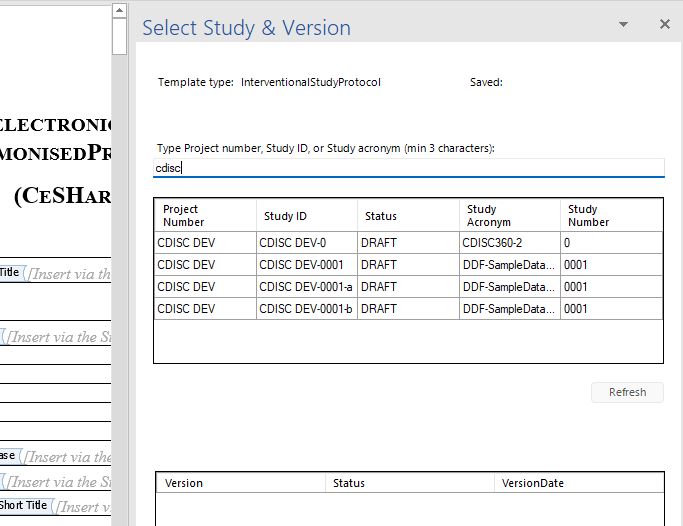 Select Study & Version
Template type: InterventionalStudyProtocol Saved:
ELECTRONIC
MONISEDPR
(CESHAR
Type Project number, Study ID, or Study acronym (min 3 characters):
cdisc
Project Number Study ID Status Study Acronym Study Number
CDISC DEV CDISC DEV-0 DRAFT CDISC360-2 0
CDISC DEV CDISC DEV-0001 DRAFT DDF-SampleData... 0001
CDISC DEV CDISC DEV-0001-a DRAFT DDF-SampleData... 0001
CDISC DEV CDISC DEV-0001-b DRAFT DDF-SampleData... 0001
Title [Insert via th
[Insert via the St
Refresh
ase [Insert via the
[Insert via the St
Short Title [Insert v
Version Status VersionDate